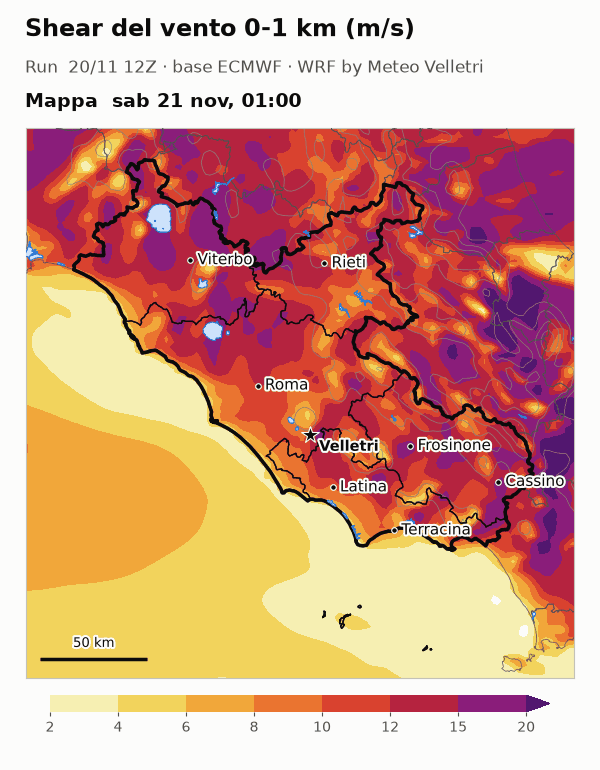 Shear del vento 0-1 km (m/s)
Run  20/11 12Z · base ECMWF · WRF by Meteo Velletri
Mappa  sab 21 nov, 01:00
Viterbo
Rieti
Roma
Velletri
Frosinone
Latina
Cassino
Terracina
50 km
2 4 6 8 10 12 15 20